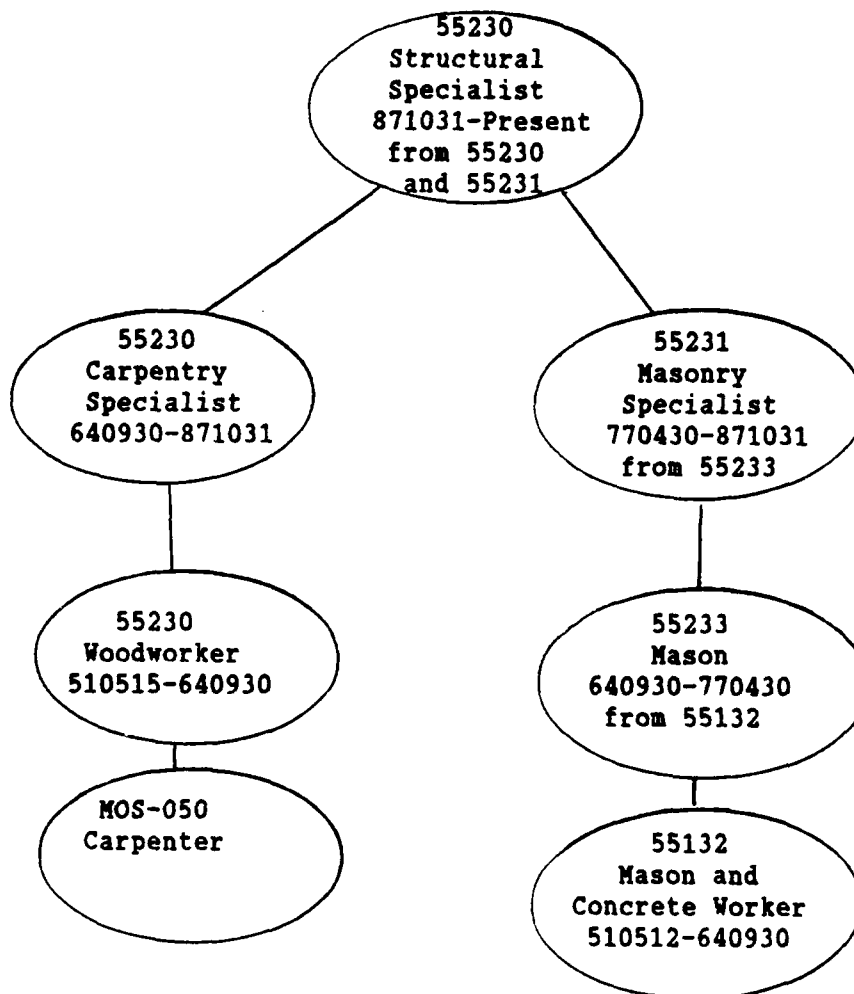 55230
Structural
Specialist
871031-Present
from 55230
and 55231
55230
Carpentry
Specialist
640930-871031
55231
Masonry
Specialist
770430-871031
from 55233
55230
Woodworker
510515-640930
55233
Mason
640930-770430
from 55132
MOS-050
Carpenter
55132
Mason and
Concrete Worker
510512-640930